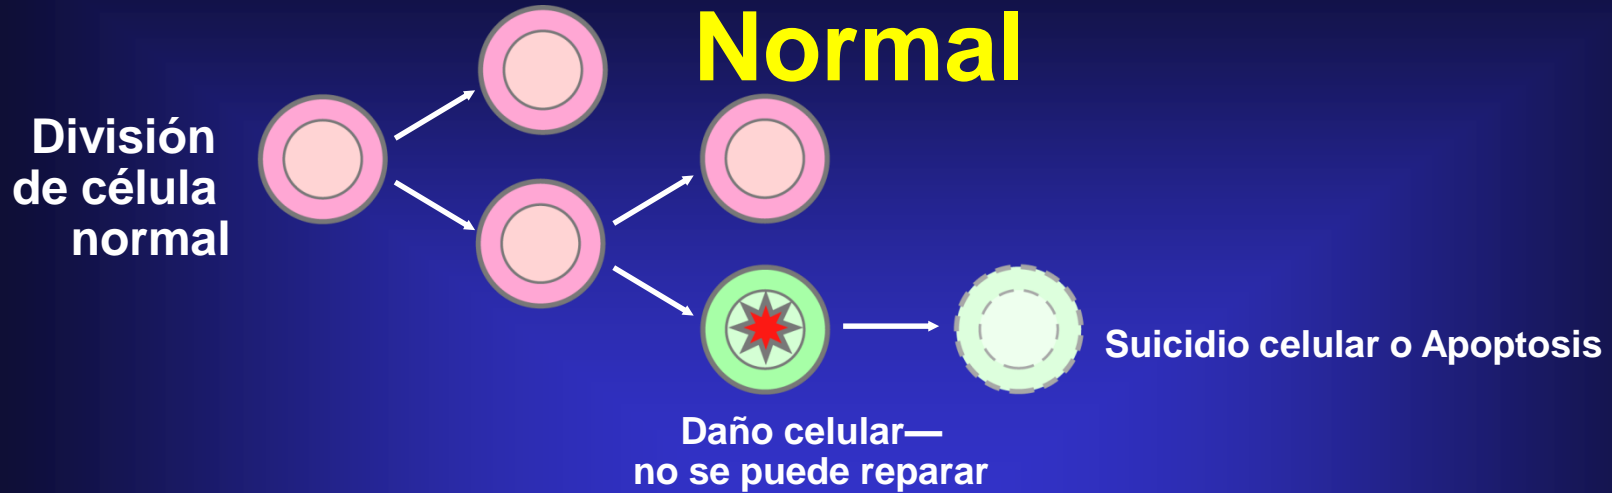 Normal
División
de célula
normal
Suicidio celular o Apoptosis
Daño celular—
no se puede reparar